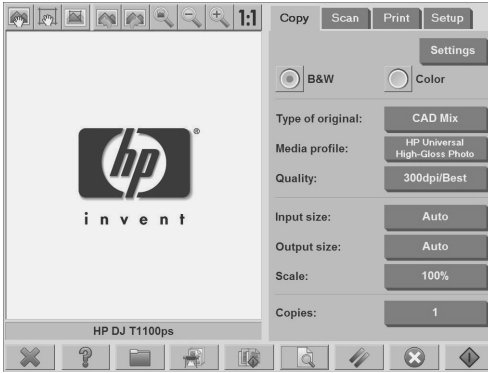 1:1
Copy
Scan
Print
Setup
Settings
B&W
Color
Type of original:
CAD Mix
Media profile:
HP Universal
High-Gloss Photo
Quality:
300dpi/Best
Input size:
Auto
Output size:
Auto
Scale:
100%
Copies:
1
hp
®
invent
HP DJ T1100ps